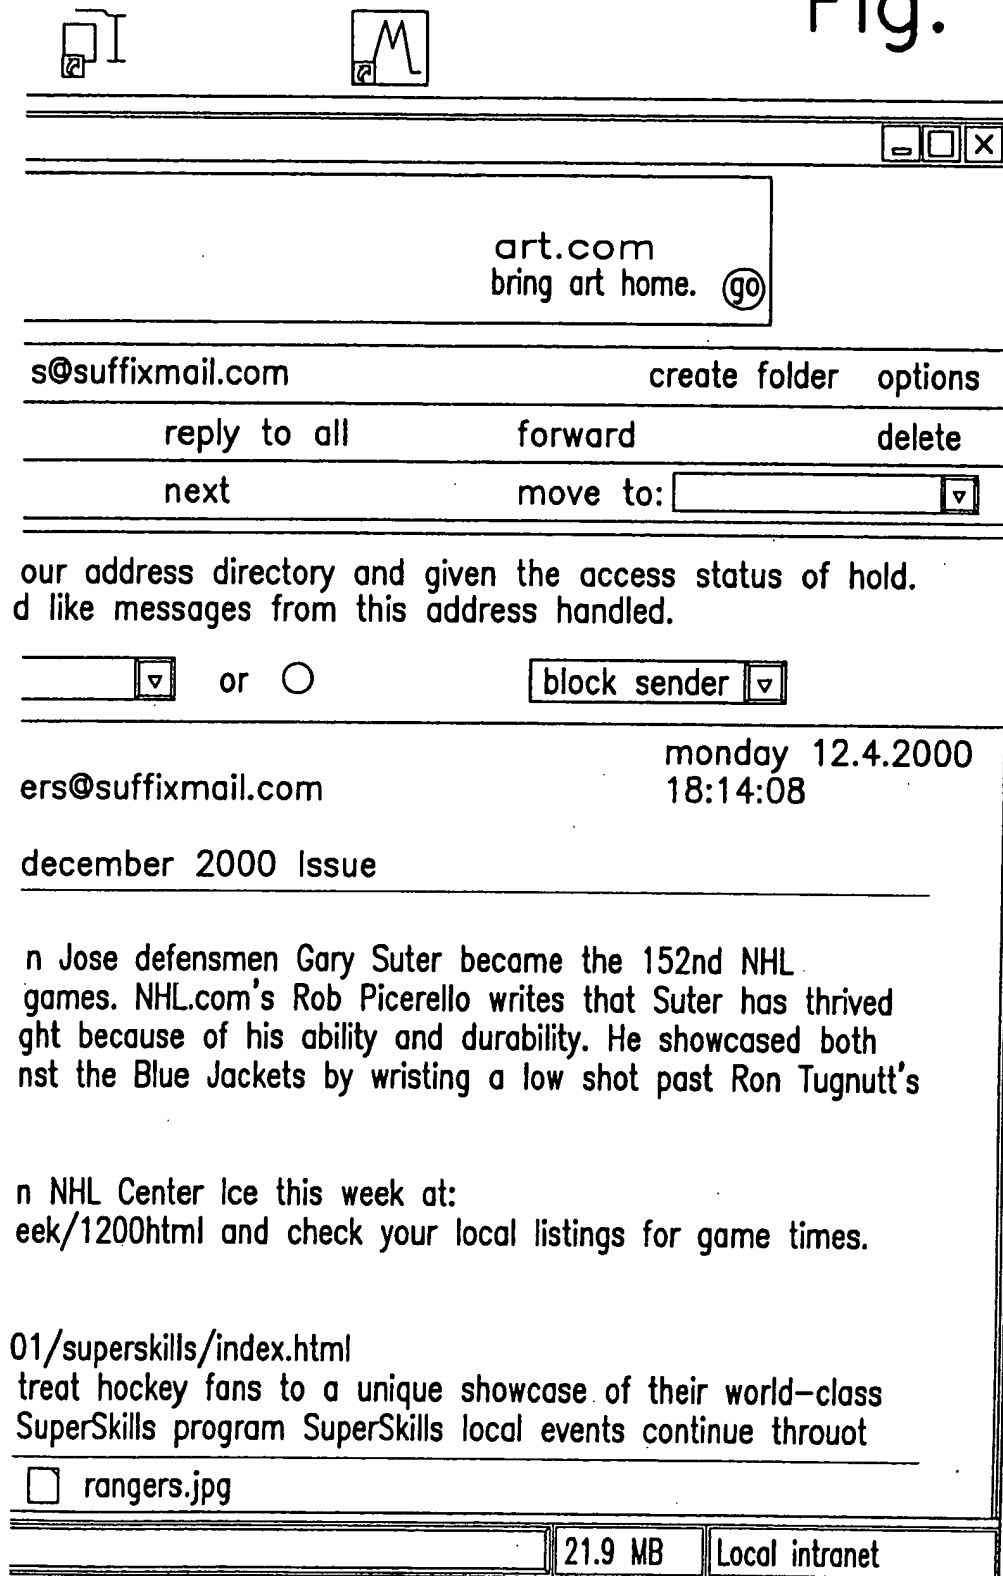 Fig.
M
art.com
bring art home. go
s@suffixmail.com create folder options
reply to all forward delete
next move to:
our address directory and given the access status of hold.
d like messages from this address handled.
or block sender
monday 12.4.2000
ers@suffixmail.com 18:14:08
december 2000 Issue
n Jose defensmen Gary Suter became the 152nd NHL
games. NHL.com's Rob Picerello writes that Suter has thrived
ght because of his ability and durability. He showcased both
nst the Blue Jackets by wristing a low shot past Ron Tugnutt's
n NHL Center Ice this week at:
eek/1200html and check your local listings for game times.
01/superskills/index.html
treat hockey fans to a unique showcase of their world-class
SuperSkills program SuperSkills local events continue throuot
rangers.jpg
21.9 MB Local intranet